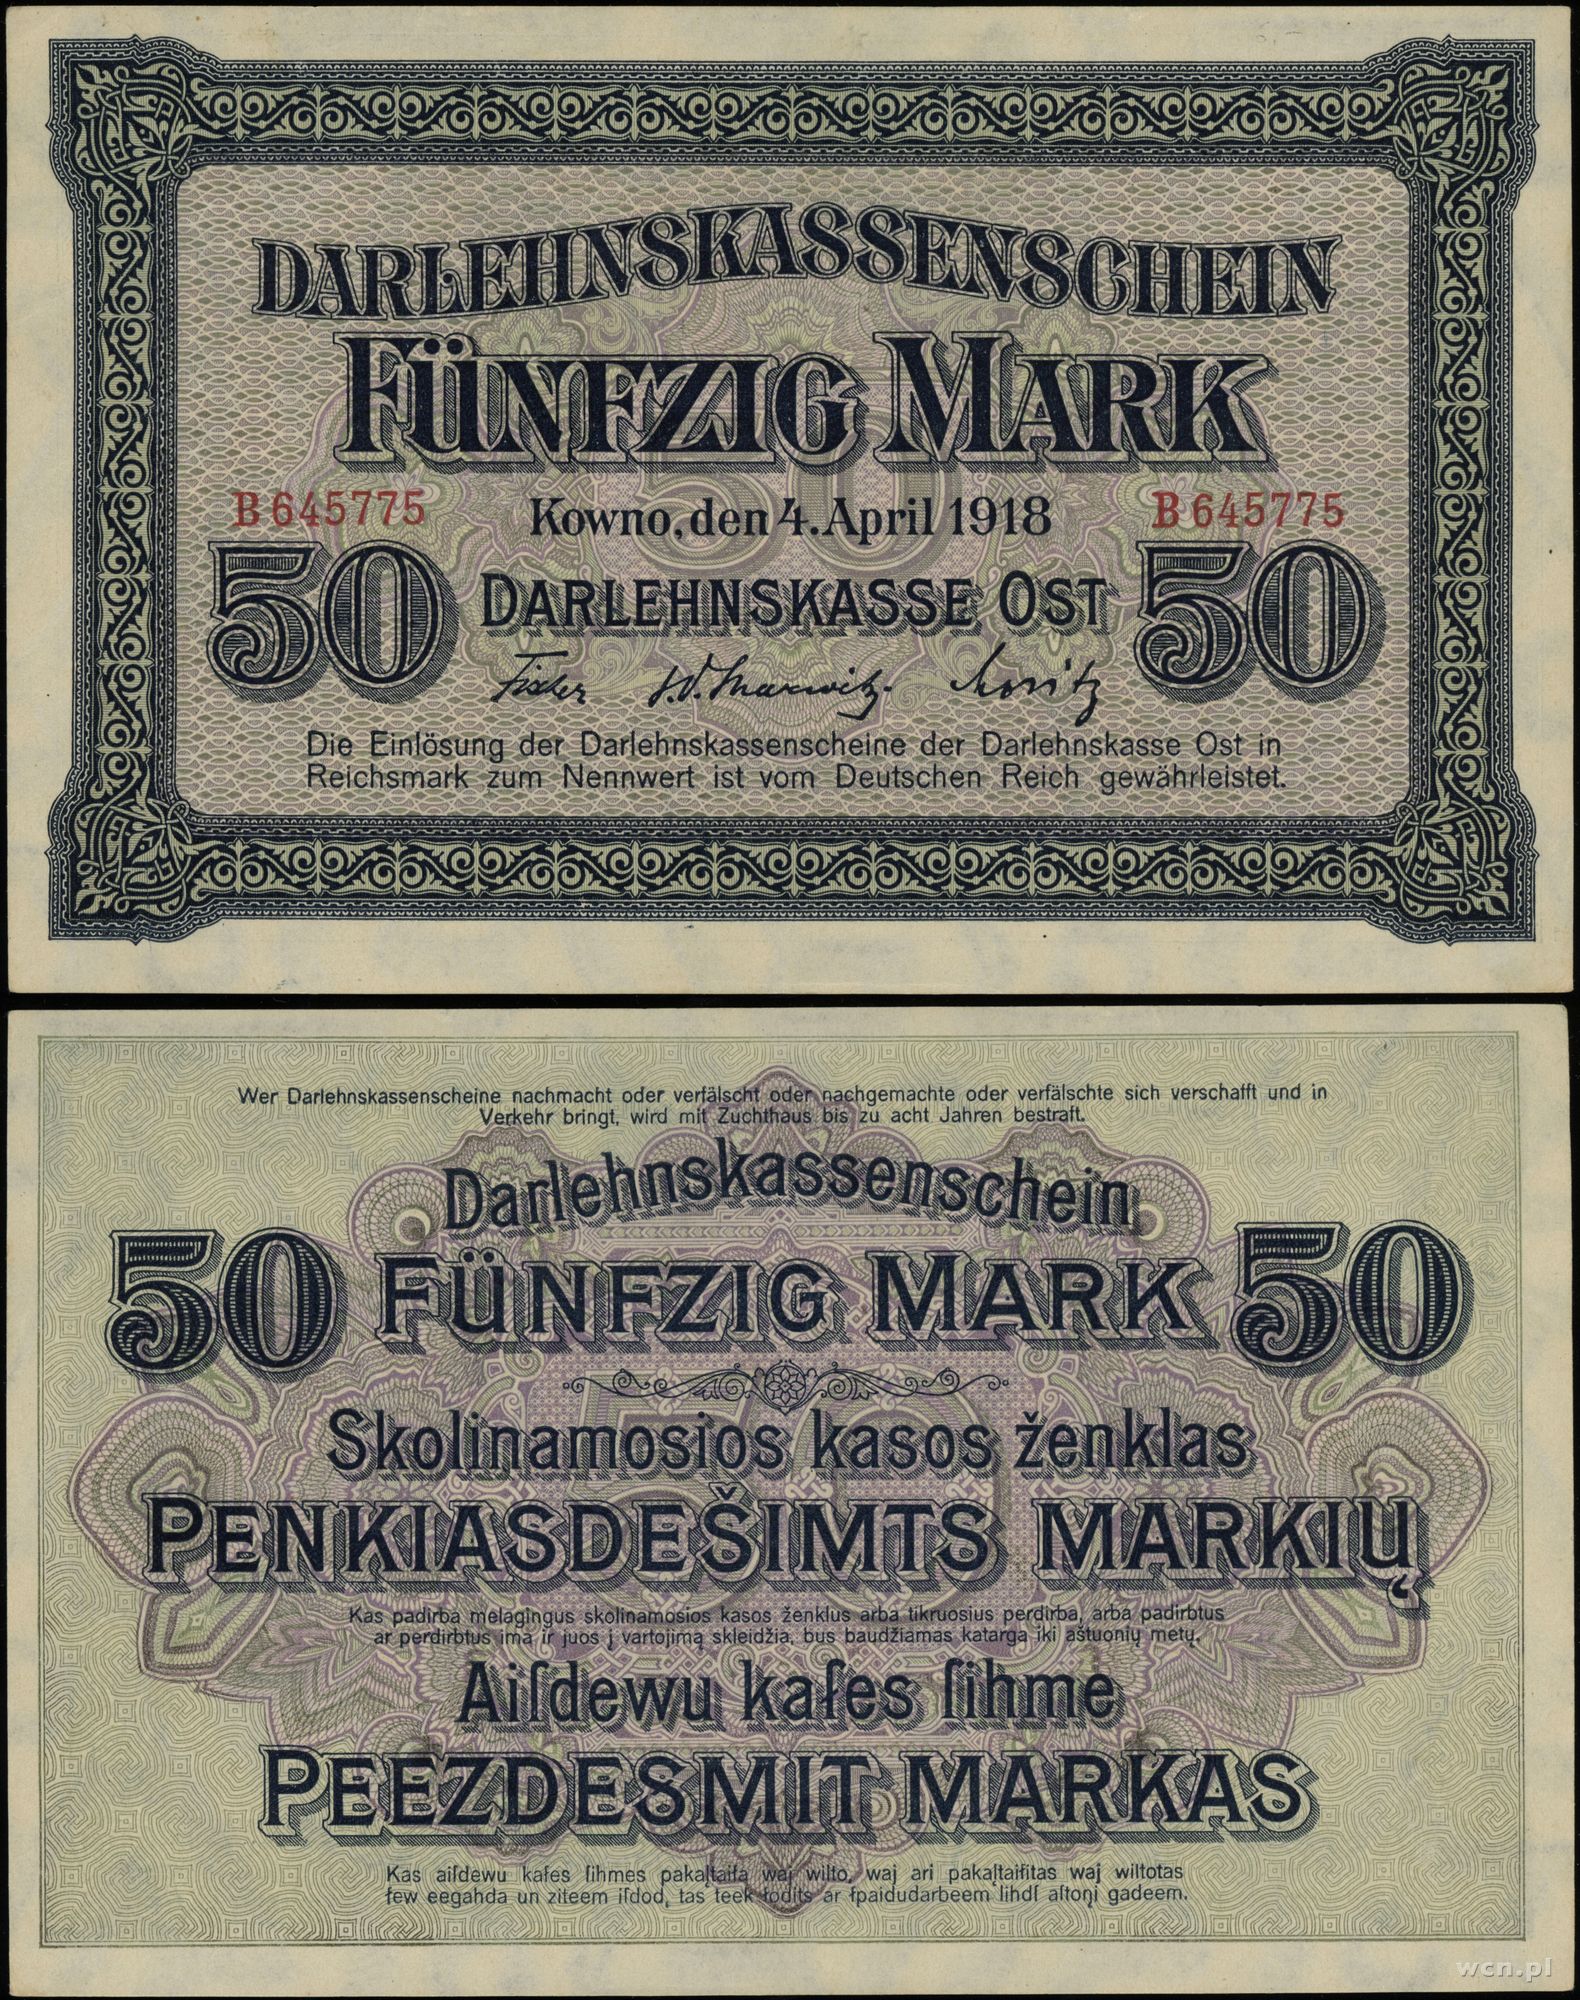 DARLEHNSKASSENSCHEIN
FÜNFZIG MARK
B645775 B645775
Kowno, den 4. April 1918
50 50
DARLEHNSKASSE OST
Fischer v. Marwitz. Moritz
Die Einlösung der Darlehnskassenscheine der Darlehnskasse Ost in
Reichsmark zum Nennwert ist vom Deutschen Reich gewährleistet.
Wer Darlehnskassenscheine nachmacht oder verfälscht oder nachgemachte oder verfälschte sich verschafft und in
Verkehr bringt, wird mit Zuchthaus bis zu acht Jahren bestraft.
Darlehnskassenschein
50 FÜNFZIG MARK 50
Skolinamosios kasos ženklas
PENKIASDEŠIMTS MARKIŲ
Kas padirba melagingus skolinamosios kasos ženklus arba tikruosius perdirba, arba padirbtus
ar perdirbtus ima ir juos į vartojimą skleidžia, bus baudžiamas katarga iki aštuonių metų.
Aiſdewu kaſes ſihme
PEEZDESMIT MARKAS
Kas aiſdewu kaſes ſihmes pakaļtaiſa waj wilto, waj ari pakaļtaiſitas waj wiltotas
ſew eegahda un ziteem iſdod, tas teek ſodits ar ſpaidudarbeem lihdſ aſtoņi gadeem.
wcn.pl